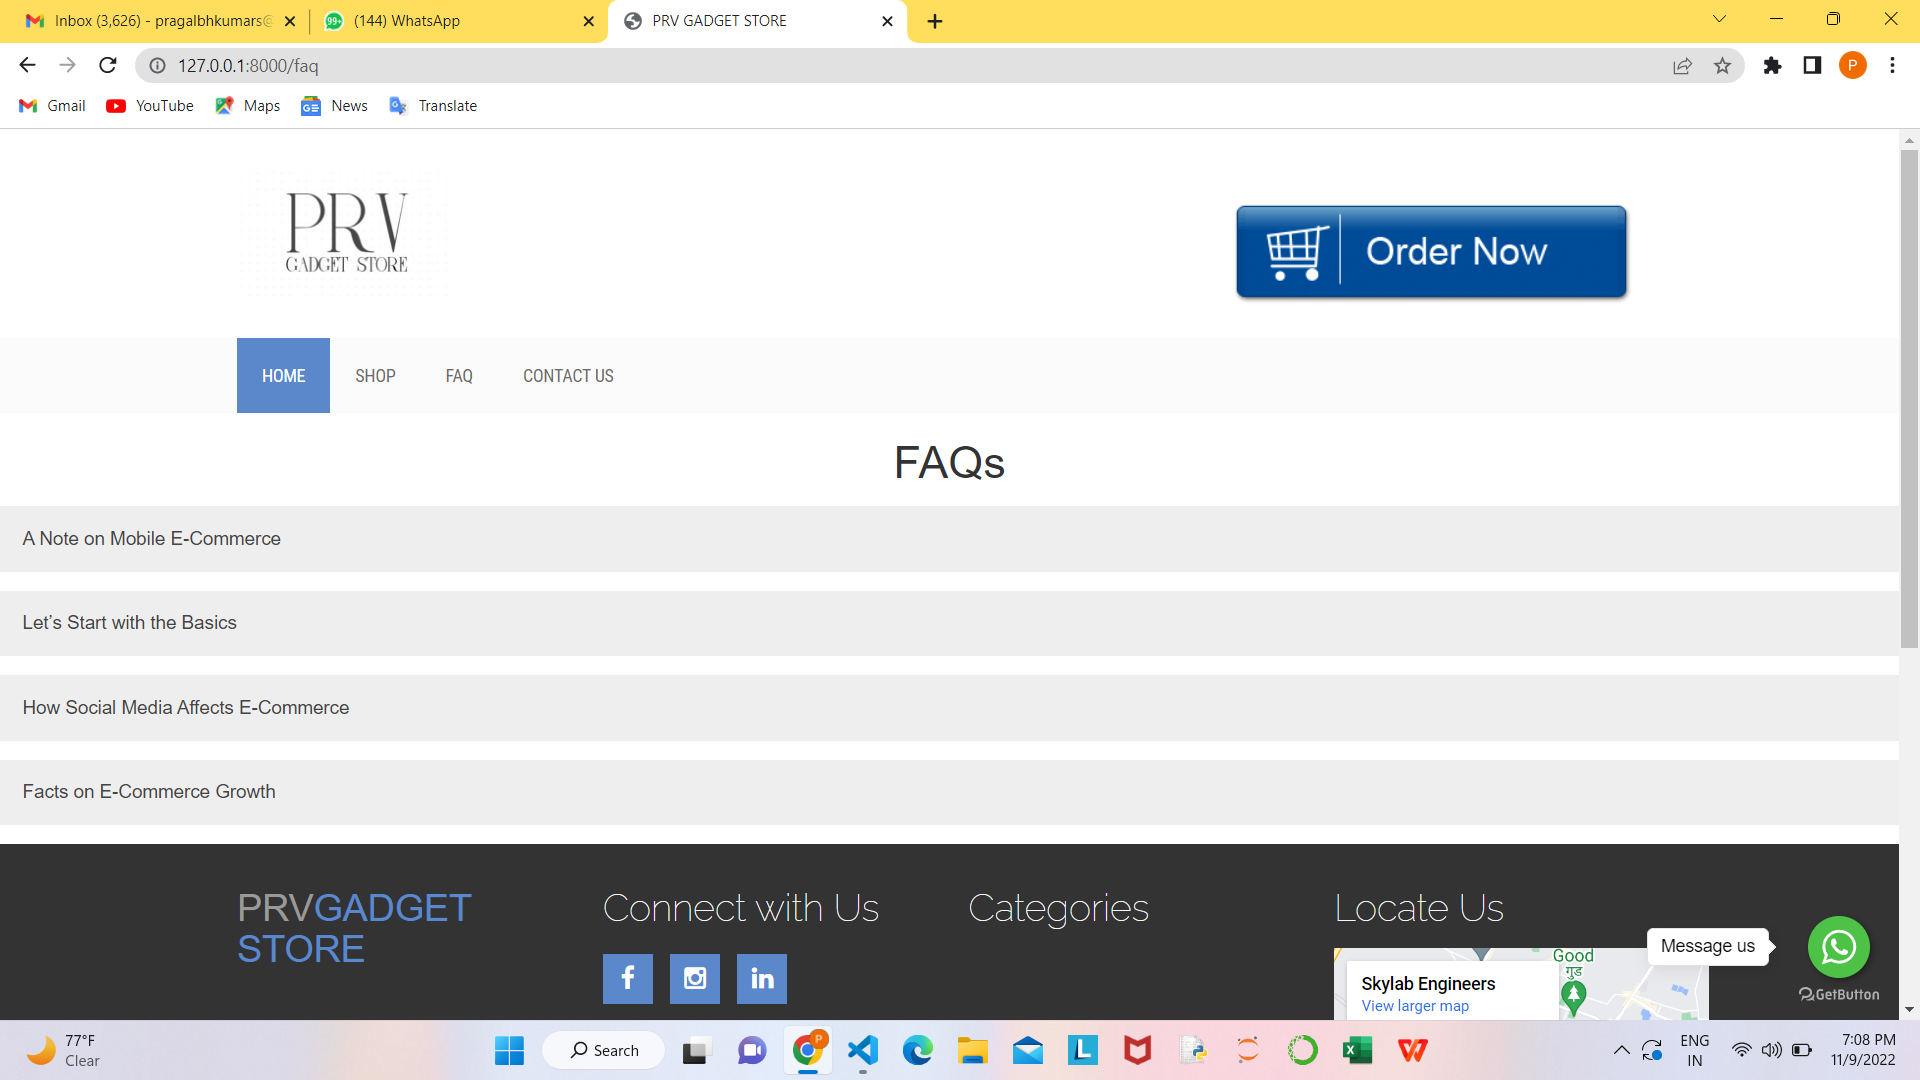 Inbox (3,626) - pragalbhkumars@
99+
(144) WhatsApp
PRV GADGET STORE
127.0.0.1:8000/faq
P
Gmail
YouTube
Maps
News
Translate
PRV
GADGET STORE
Order Now
HOME
SHOP
FAQ
CONTACT US
FAQs
A Note on Mobile E-Commerce
Let’s Start with the Basics
How Social Media Affects E-Commerce
Facts on E-Commerce Growth
PRVGADGET
STORE
Connect with Us
Categories
Locate Us
Good
गुड
Skylab Engineers
View larger map
Message us
GetButton
77°F
Clear
Search
P
L
ENG
IN
7:08 PM
11/9/2022